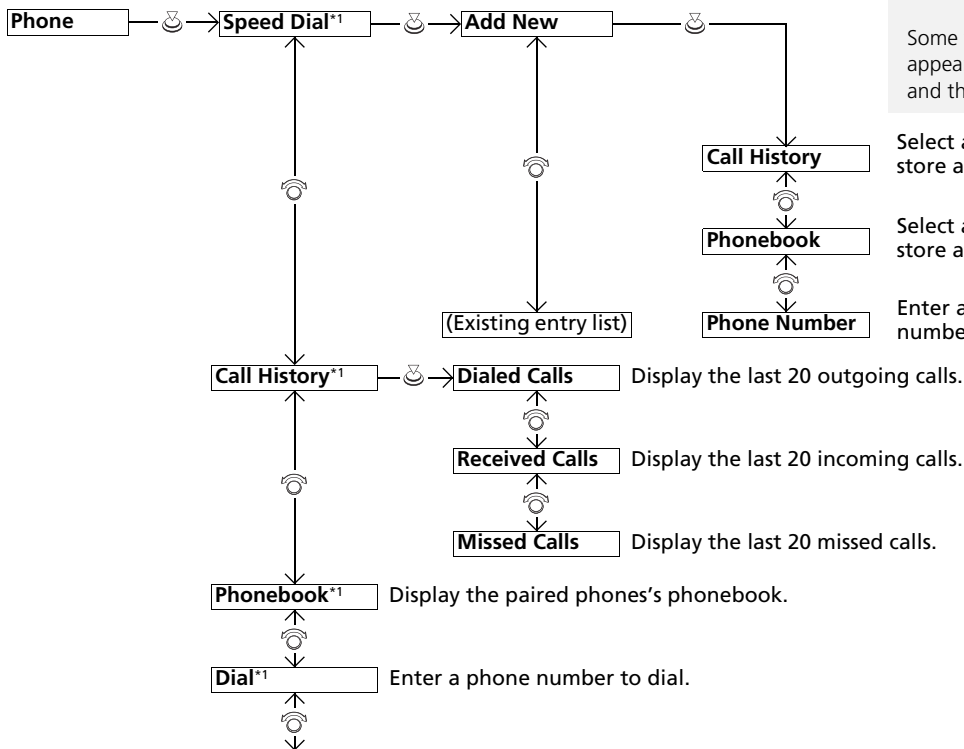 Phone
Speed Dial*1
Add New
Some
appea
and th
Call History
Select a
store a
Phonebook
Select a
store a
(Existing entry list)
Phone Number
Enter a
numbe
Call History*1
Dialed Calls
Display the last 20 outgoing calls.
Received Calls
Display the last 20 incoming calls.
Missed Calls
Display the last 20 missed calls.
Phonebook*1
Display the paired phones's phonebook.
Dial*1
Enter a phone number to dial.